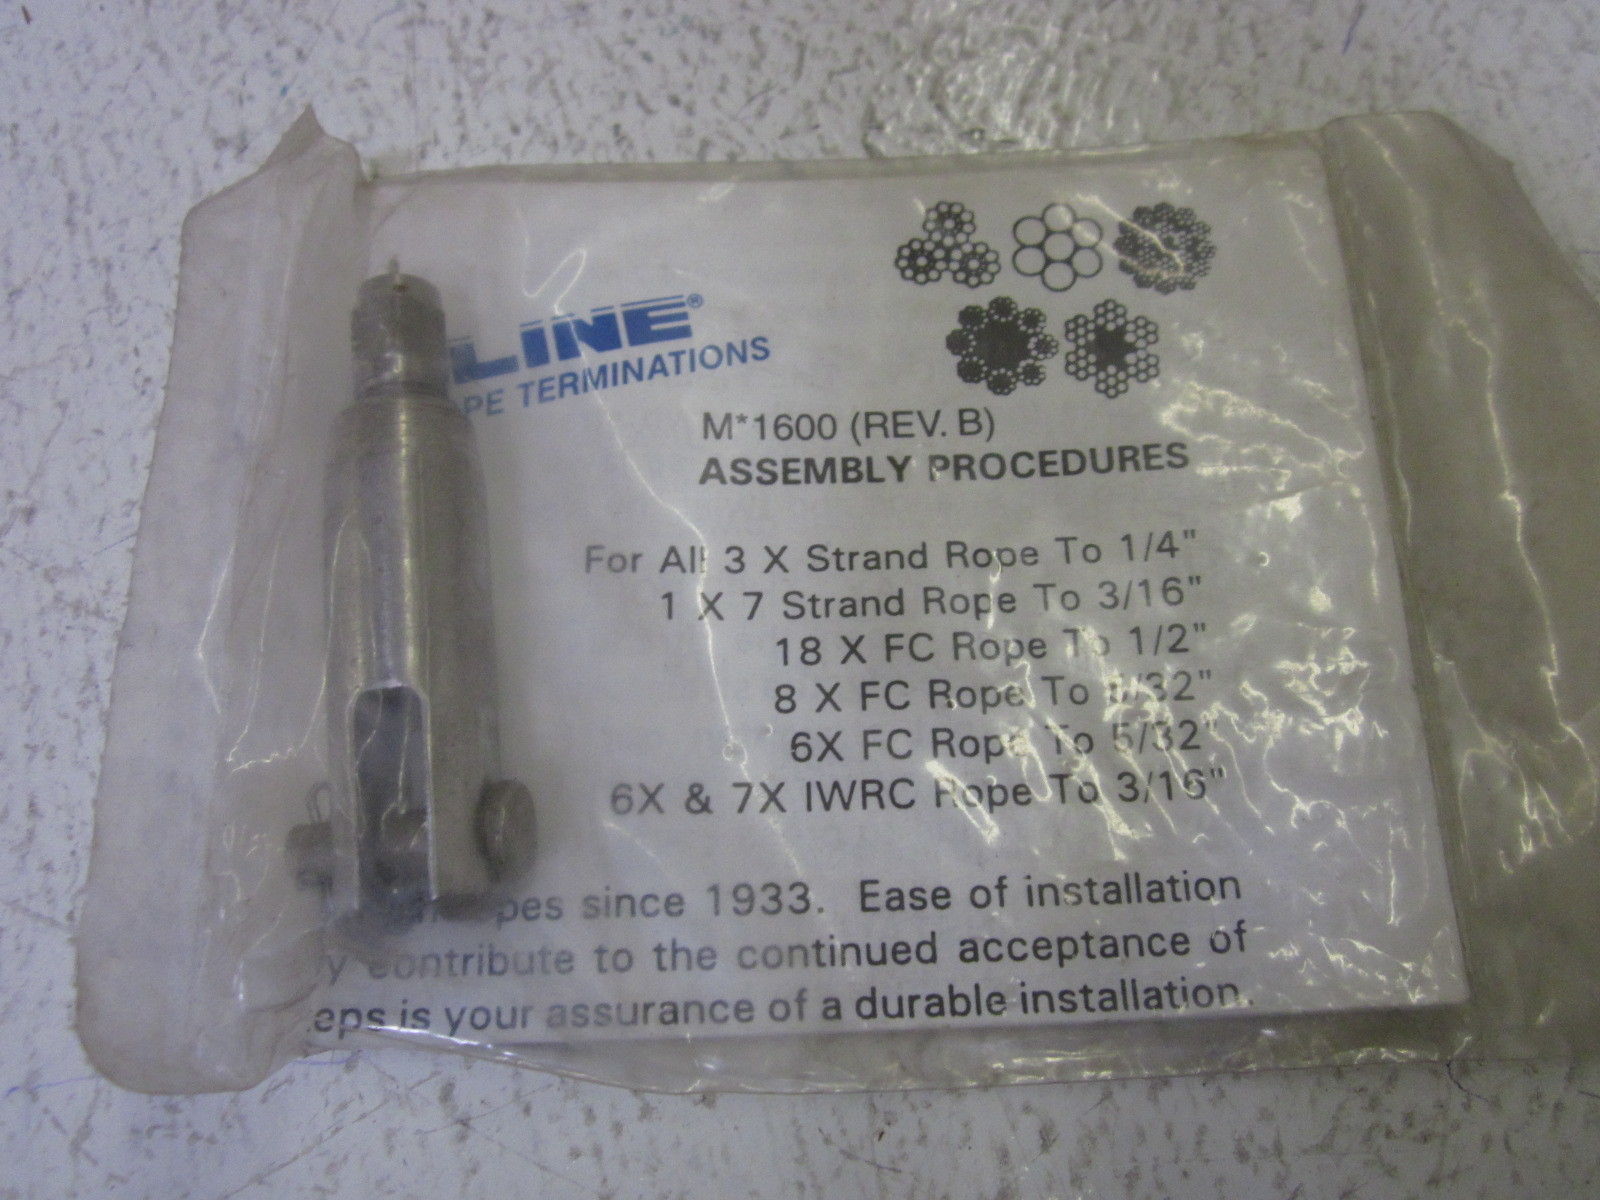 LINE®
PE TERMINATIONS
M*1600 (REV. B)
ASSEMBLY PROCEDURES
For All 3 X Strand Rope To 1/4"
1 X 7 Strand Rope To 3/16"
18 X FC Rope To 1/2"
8 X FC Rope To /32"
6X FC Rope To 5/32"
6X & 7X IWRC Rope To 3/16"
pes since 1933. Ease of installation
y contribute to the continued acceptance of
eps is your assurance of a durable installation.